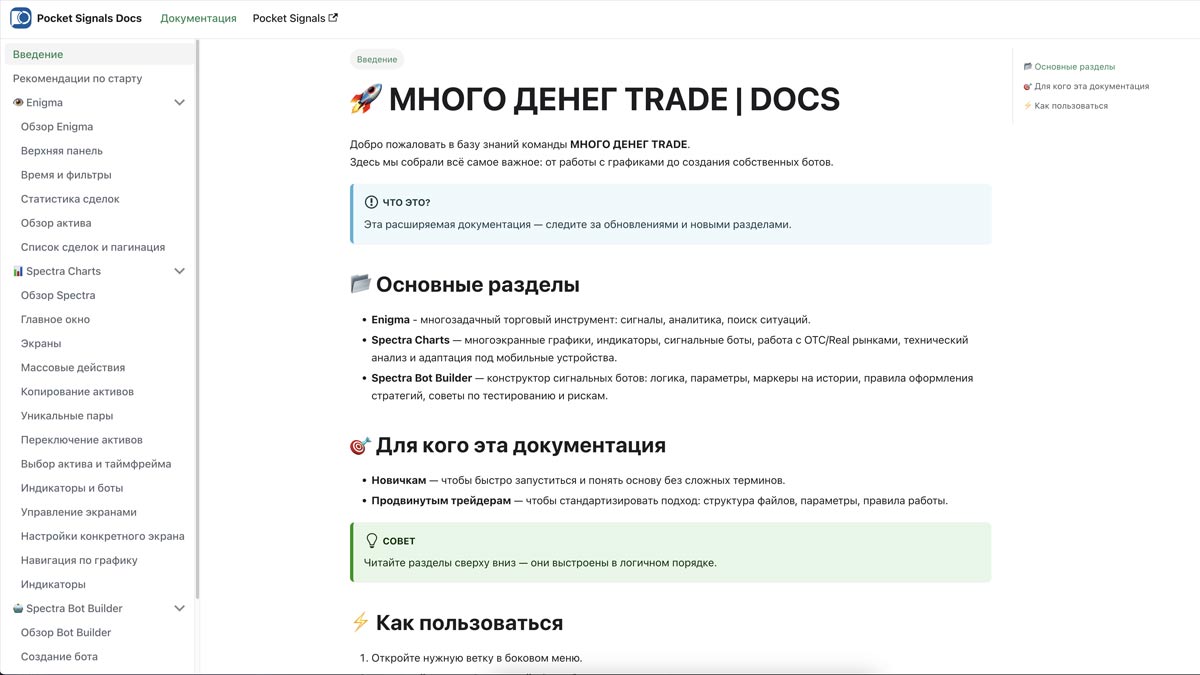 Pocket Signals Docs
Документация
Pocket Signals
Введение
Рекомендации по старту
Enigma
Обзор Enigma
Верхняя панель
Время и фильтры
Статистика сделок
Обзор актива
Список сделок и пагинация
Spectra Charts
Обзор Spectra
Главное окно
Экраны
Массовые действия
Копирование активов
Уникальные пары
Переключение активов
Выбор актива и таймфрейма
Индикаторы и боты
Управление экранами
Настройки конкретного экрана
Навигация по графику
Индикаторы
Spectra Bot Builder
Обзор Bot Builder
Создание бота
Введение
🚀 МНОГО ДЕНЕГ TRADE | DOCS
Добро пожаловать в базу знаний команды МНОГО ДЕНЕГ TRADE.
Здесь мы собрали всё самое важное: от работы с графиками до создания собственных ботов.
ЧТО ЭТО?
Эта расширяемая документация — следите за обновлениями и новыми разделами.
Основные разделы
• Enigma - многозадачный торговый инструмент: сигналы, аналитика, поиск ситуаций.
• Spectra Charts — многоэкранные графики, индикаторы, сигнальные боты, работа с OTC/Real рынками, технический
анализ и адаптация под мобильные устройства.
• Spectra Bot Builder — конструктор сигнальных ботов: логика, параметры, маркеры на истории, правила оформления
стратегий, советы по тестированию и рискам.
Для кого эта документация
• Новичкам — чтобы быстро запуститься и понять основу без сложных терминов.
• Продвинутым трейдерам — чтобы стандартизировать подход: структура файлов, параметры, правила работы.
СОВЕТ
Читайте разделы сверху вниз — они выстроены в логичном порядке.
Как пользоваться
1. Откройте нужную ветку в боковом меню.
Основные разделы
Для кого эта документация
Как пользоваться